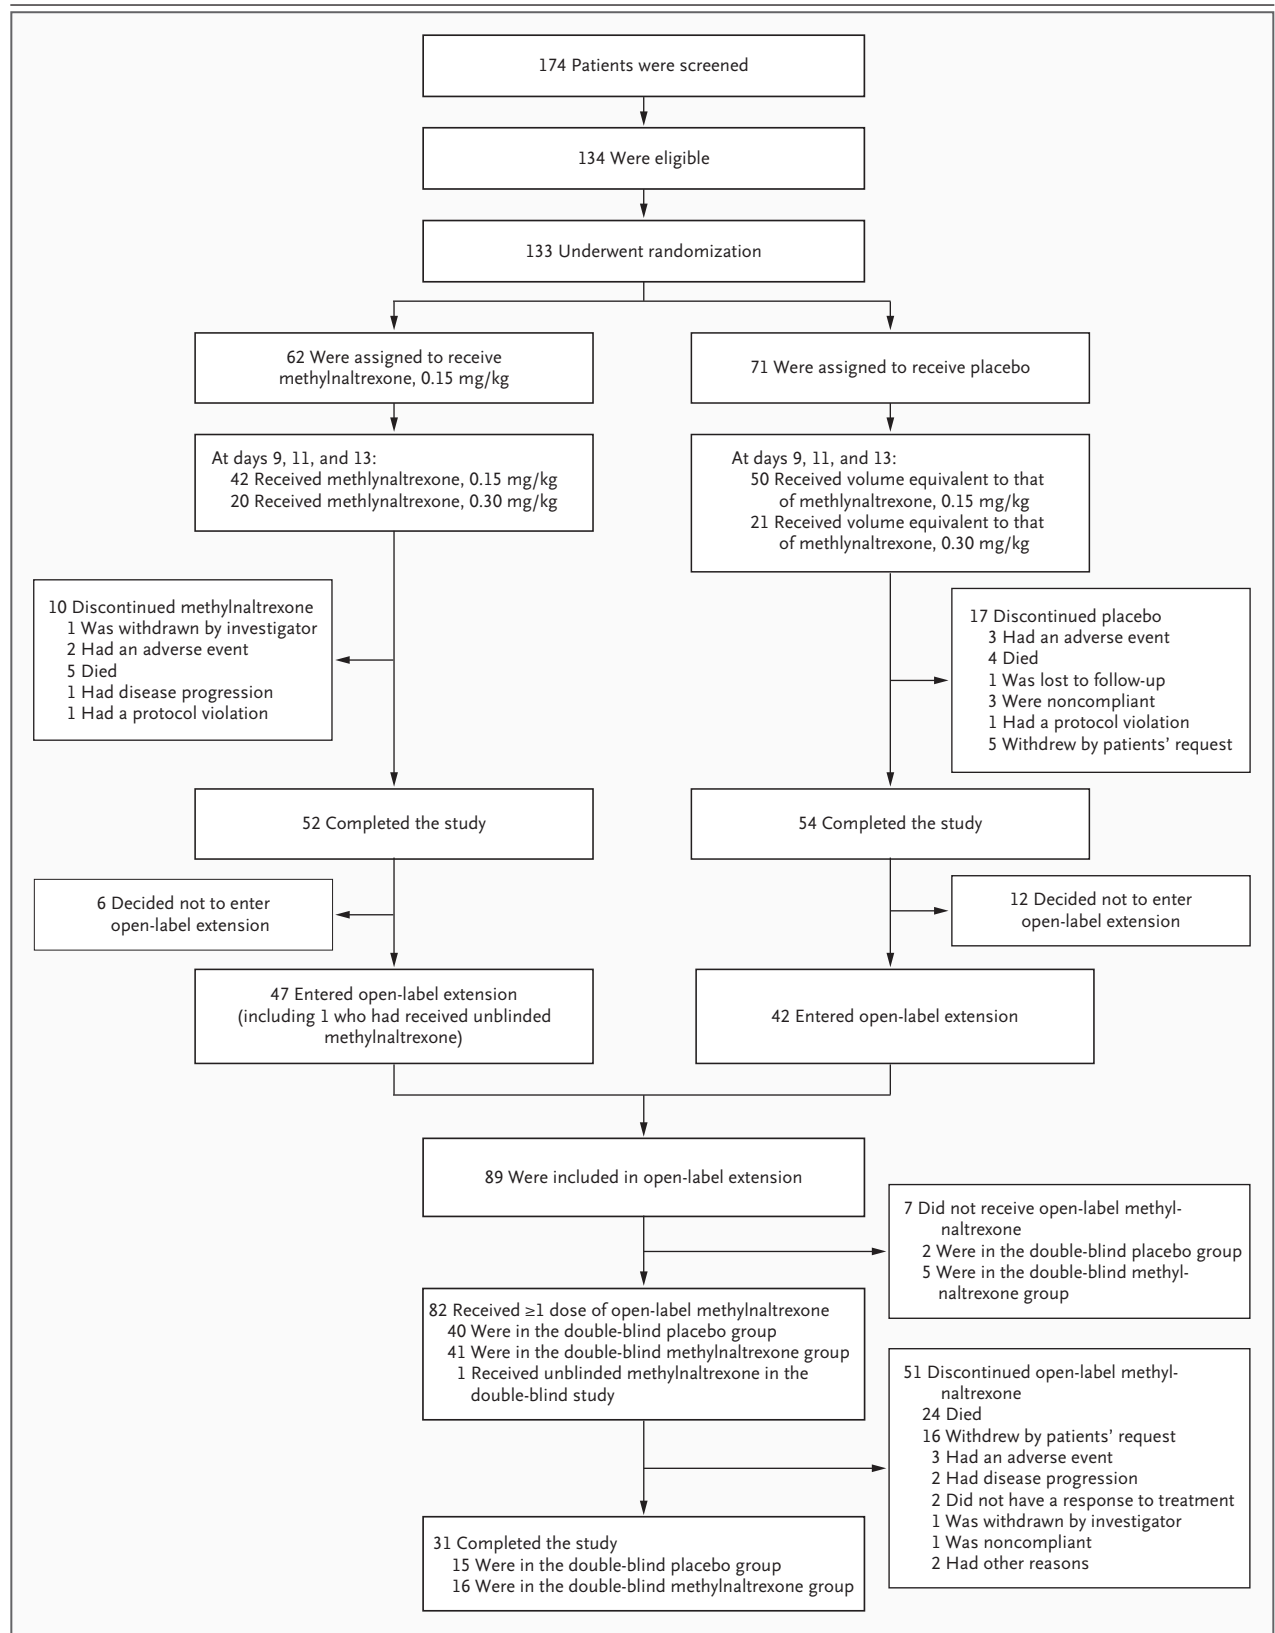 174 Patients were screened
134 Were eligible
133 Underwent randomization
62 Were assigned to receive
methylnaltrexone, 0.15 mg/kg
71 Were assigned to receive placebo
At days 9, 11, and 13:
42 Received methlynaltrexone, 0.15 mg/kg
20 Received methlynaltrexone, 0.30 mg/kg
At days 9, 11, and 13:
50 Received volume equivalent to that
of methlynaltrexone, 0.15 mg/kg
21 Received volume equivalent to that
of methlynaltrexone, 0.30 mg/kg
10 Discontinued methylnaltrexone
1 Was withdrawn by investigator
2 Had an adverse event
5 Died
1 Had disease progression
1 Had a protocol violation
17 Discontinued placebo
3 Had an adverse event
4 Died
1 Was lost to follow-up
3 Were noncompliant
1 Had a protocol violation
5 Withdrew by patients’ request
52 Completed the study
54 Completed the study
6 Decided not to enter
open-label extension
12 Decided not to enter
open-label extension
47 Entered open-label extension
(including 1 who had received unblinded
methylnaltrexone)
42 Entered open-label extension
89 Were included in open-label extension
7 Did not receive open-label methyl-
naltrexone
2 Were in the double-blind placebo group
5 Were in the double-blind methyl-
naltrexone group
82 Received ≥1 dose of open-label methylnaltrexone
40 Were in the double-blind placebo group
41 Were in the double-blind methylnaltrexone group
1 Received unblinded methylnaltrexone in the
double-blind study
51 Discontinued open-label methyl-
naltrexone
24 Died
16 Withdrew by patients’ request
3 Had an adverse event
2 Had disease progression
2 Did not have a response to treatment
1 Was withdrawn by investigator
1 Was noncompliant
2 Had other reasons
31 Completed the study
15 Were in the double-blind placebo group
16 Were in the double-blind methylnaltrexone group